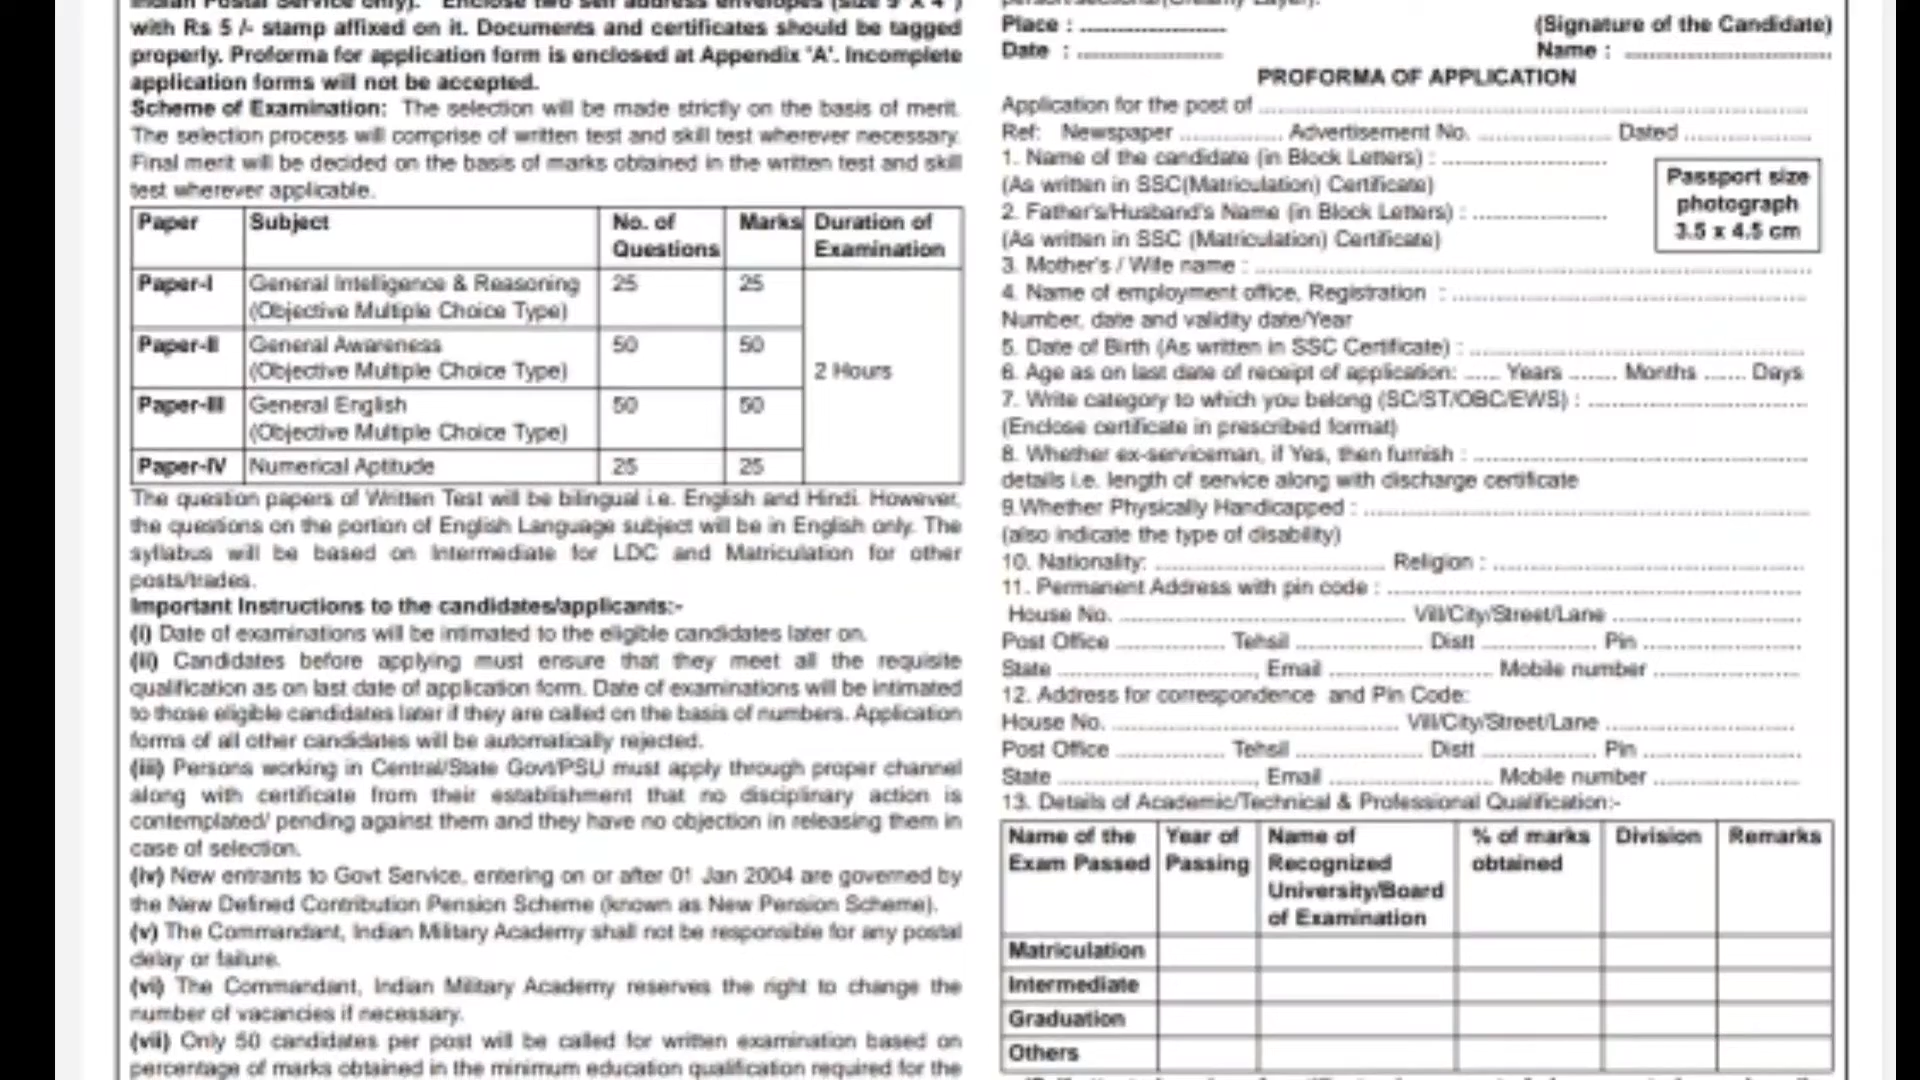 Indian Postal Service only). Enclose two self address envelopes (size 9"X 4")
with Rs 5 /- stamp affixed on it. Documents and certificates should be tagged
properly. Proforma for application form is enclosed at Appendix 'A'. Incomplete
application forms will not be accepted.
Scheme of Examination: The selection will be made strictly on the basis of merit.
The selection process will comprise of written test and skill test wherever necessary.
Final merit will be decided on the basis of marks obtained in the written test and skill
test wherever applicable.
Paper Subject No. of Questions Marks Duration of Examination
Paper-I General Intelligence & Reasoning 25 25
(Objective Multiple Choice Type)
Paper-II General Awareness 50 50
(Objective Multiple Choice Type) 2 Hours
Paper-III General English 50 50
(Objective Multiple Choice Type)
Paper-IV Numerical Aptitude 25 25
The question papers of Written Test will be bilingual i.e. English and Hindi. However,
the questions on the portion of English Language subject will be in English only. The
syllabus will be based on Intermediate for LDC and Matriculation for other
posts/trades.
Important Instructions to the candidates/applicants:-
(i) Date of examinations will be intimated to the eligible candidates later on.
(ii) Candidates before applying must ensure that they meet all the requisite
qualification as on last date of application form. Date of examinations will be intimated
to those eligible candidates later if they are called on the basis of numbers. Application
forms of all other candidates will be automatically rejected.
(iii) Persons working in Central/State Govt/PSU must apply through proper channel
along with certificate from their establishment that no disciplinary action is
contemplated/ pending against them and they have no objection in releasing them in
case of selection.
(iv) New entrants to Govt Service, entering on or after 01 Jan 2004 are governed by
the New Defined Contribution Pension Scheme (known as New Pension Scheme).
(v) The Commandant, Indian Military Academy shall not be responsible for any postal
delay or failure.
(vi) The Commandant, Indian Military Academy reserves the right to change the
number of vacancies if necessary.
(vii) Only 50 candidates per post will be called for written examination based on
percentage of marks obtained in the minimum education qualification required for the
person/sectional(Creamy Layer).
Place : .......................... (Signature of the Candidate)
Date : .......................... Name : ....................................
PROFORMA OF APPLICATION
Application for the post of ....................................
Ref: Newspaper .................. Advertisement No. ....................... Dated ......................
1. Name of the candidate (in Block Letters) : ............................
(As written in SSC(Matriculation) Certificate)
2. Father's/Husband's Name (in Block Letters) : .......................
(As written in SSC (Matriculation) Certificate)
Passport size
photograph
3.5 x 4.5 cm
3. Mother's / Wife name : ....................................
4. Name of employment office, Registration : ....................................
Number, date and validity date/Year
5. Date of Birth (As written in SSC Certificate) : ....................................
6. Age as on last date of receipt of application: ...... Years ........ Months ....... Days
7. Write category to which you belong (SC/ST/OBC/EWS) : ....................................
(Enclose certificate in prescribed format)
8. Whether ex-serviceman, if Yes, then furnish : ....................................
details i.e. length of service along with discharge certificate
9.Whether Physically Handicapped : ....................................
(also indicate the type of disability)
10. Nationality: .................................... Religion : ....................................
11. Permanent Address with pin code : ....................................
House No. .................................... Vill/City/Street/Lane ....................................
Post Office ................... Tehsil ....................... Distt .................... Pin ..........................
State ..................................., Email ............................. Mobile number ..........................
12. Address for correspondence and Pin Code:
House No. .................................... Vill/City/Street/Lane ....................................
Post Office ................... Tehsil ....................... Distt .................... Pin ..........................
State ..................................., Email ............................. Mobile number ..........................
13. Details of Academic/Technical & Professional Qualification:-
Name of the Exam Passed Year of Passing Name of Recognized University/Board of Examination % of marks obtained Division Remarks
Matriculation
Intermediate
Graduation
Others